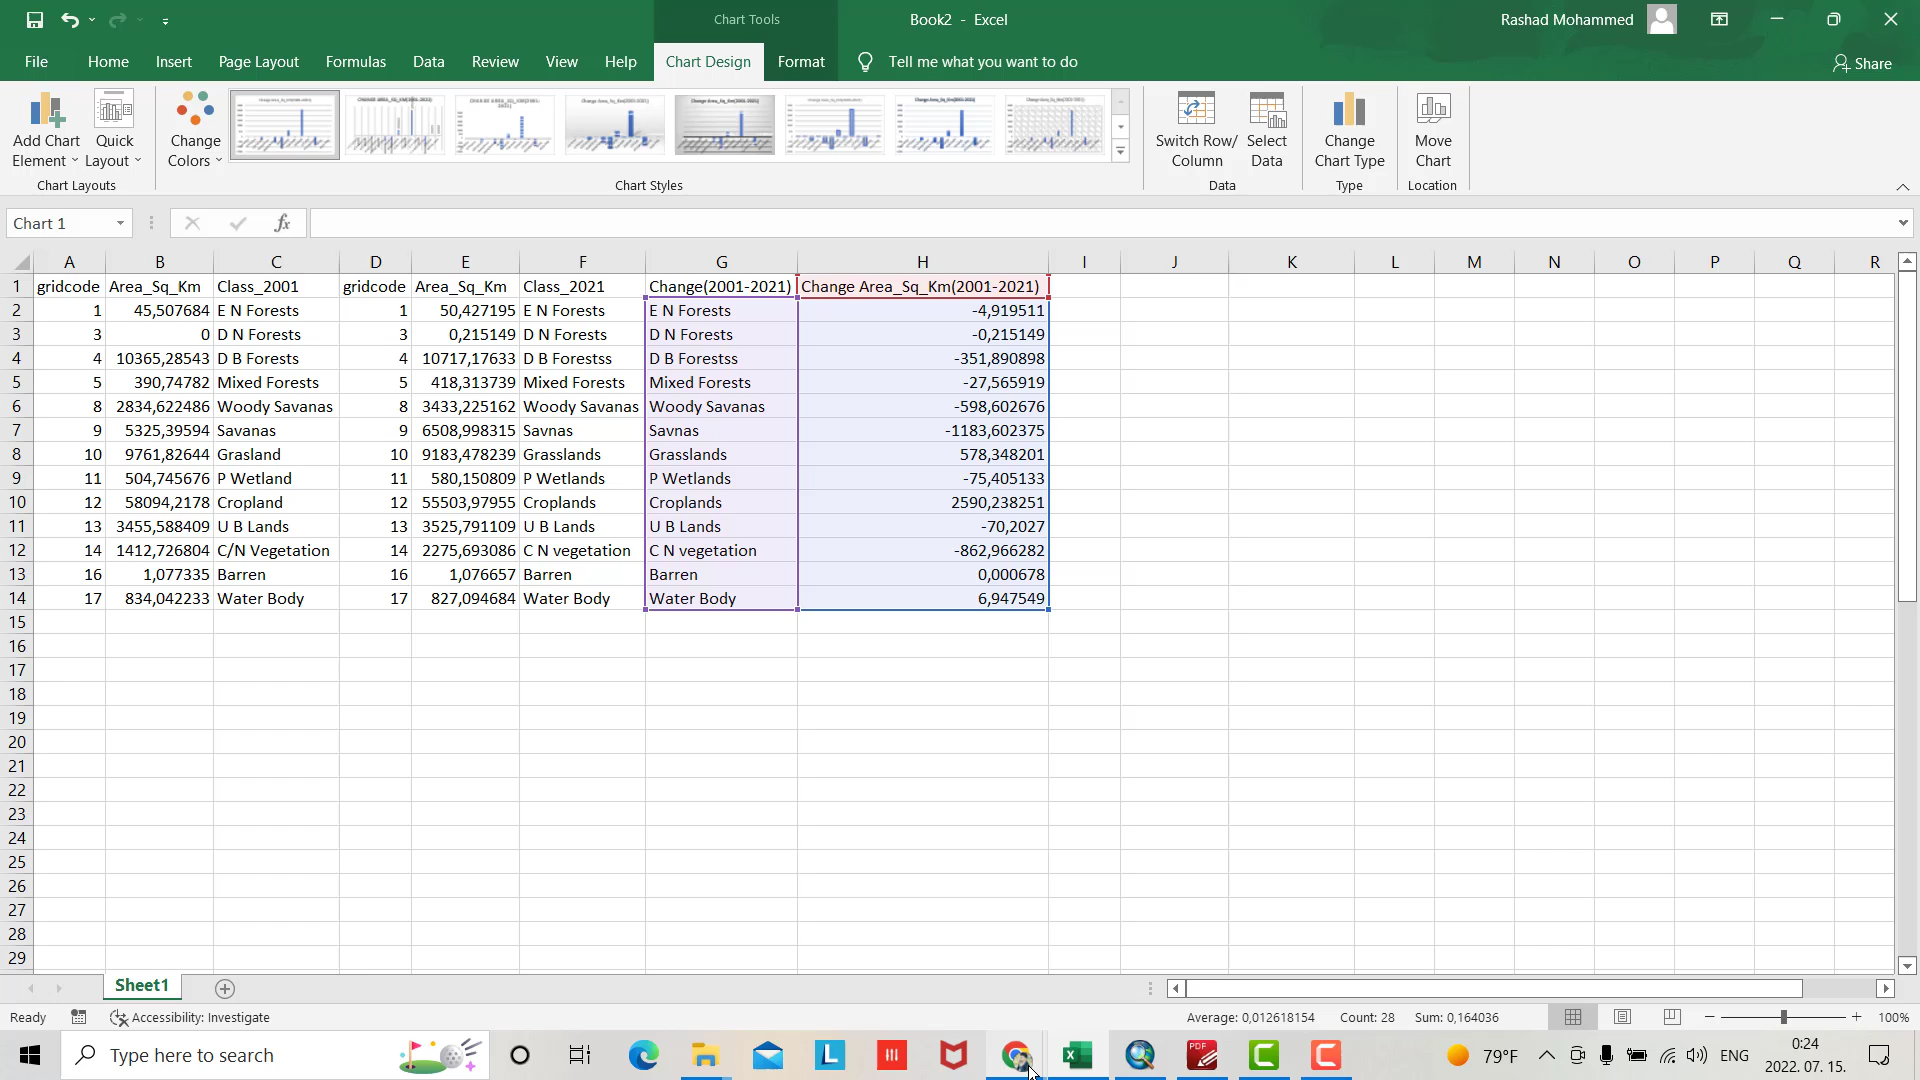 Chart Tools
Book2 - Excel
Rashad Mohammed
File Home Insert Page Layout Formulas Data Review View Help Chart Design Format Tell me what you want to do Share
Add Chart Element
Quick Layout
Change Colors
Switch Row/ Column
Select Data
Change Chart Type
Move Chart
Chart Layouts Chart Styles Data Type Location
Chart 1
fx
A B C D E F G H I J K L M N O P Q R
1 gridcode Area_Sq_Km Class_2001 gridcode Area_Sq_Km Class_2021 Change(2001-2021) Change Area_Sq_Km(2001-2021)
2 1 45,507684 E N Forests 1 50,427195 E N Forests E N Forests -4,919511
3 3 0 D N Forests 3 0,215149 D N Forests D N Forests -0,215149
4 4 10365,28543 D B Forests 4 10717,17633 D B Forestss D B Forestss -351,890898
5 5 390,74782 Mixed Forests 5 418,313739 Mixed Forests Mixed Forests -27,565919
6 8 2834,622486 Woody Savanas 8 3433,225162 Woody Savanas Woody Savanas -598,602676
7 9 5325,39594 Savanas 9 6508,998315 Savnas Savnas -1183,602375
8 10 9761,82644 Grasland 10 9183,478239 Grasslands Grasslands 578,348201
9 11 504,745676 P Wetland 11 580,150809 P Wetlands P Wetlands -75,405133
10 12 58094,2178 Cropland 12 55503,97955 Croplands Croplands 2590,238251
11 13 3455,588409 U B Lands 13 3525,791109 U B Lands U B Lands -70,2027
12 14 1412,726804 C/N Vegetation 14 2275,693086 C N vegetation C N vegetation -862,966282
13 16 1,077335 Barren 16 1,076657 Barren Barren 0,000678
14 17 834,042233 Water Body 17 827,094684 Water Body Water Body 6,947549
15
16
17
18
19
20
21
22
23
24
25
26
27
28
29
Sheet1
Ready Accessibility: Investigate Average: 0,012618154 Count: 28 Sum: 0,164036 100%
Type here to search
L
PDF
79°F ENG
0:24
2022. 07. 15.